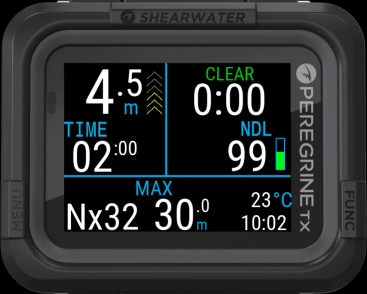 SHEARWATER
4.5 m
CLEAR
0:00
TIME
02:00
NDL
99
MAX
Nx32 30.0 m
23°C
10:02
PEREGRINE TX
MENU
FUNC